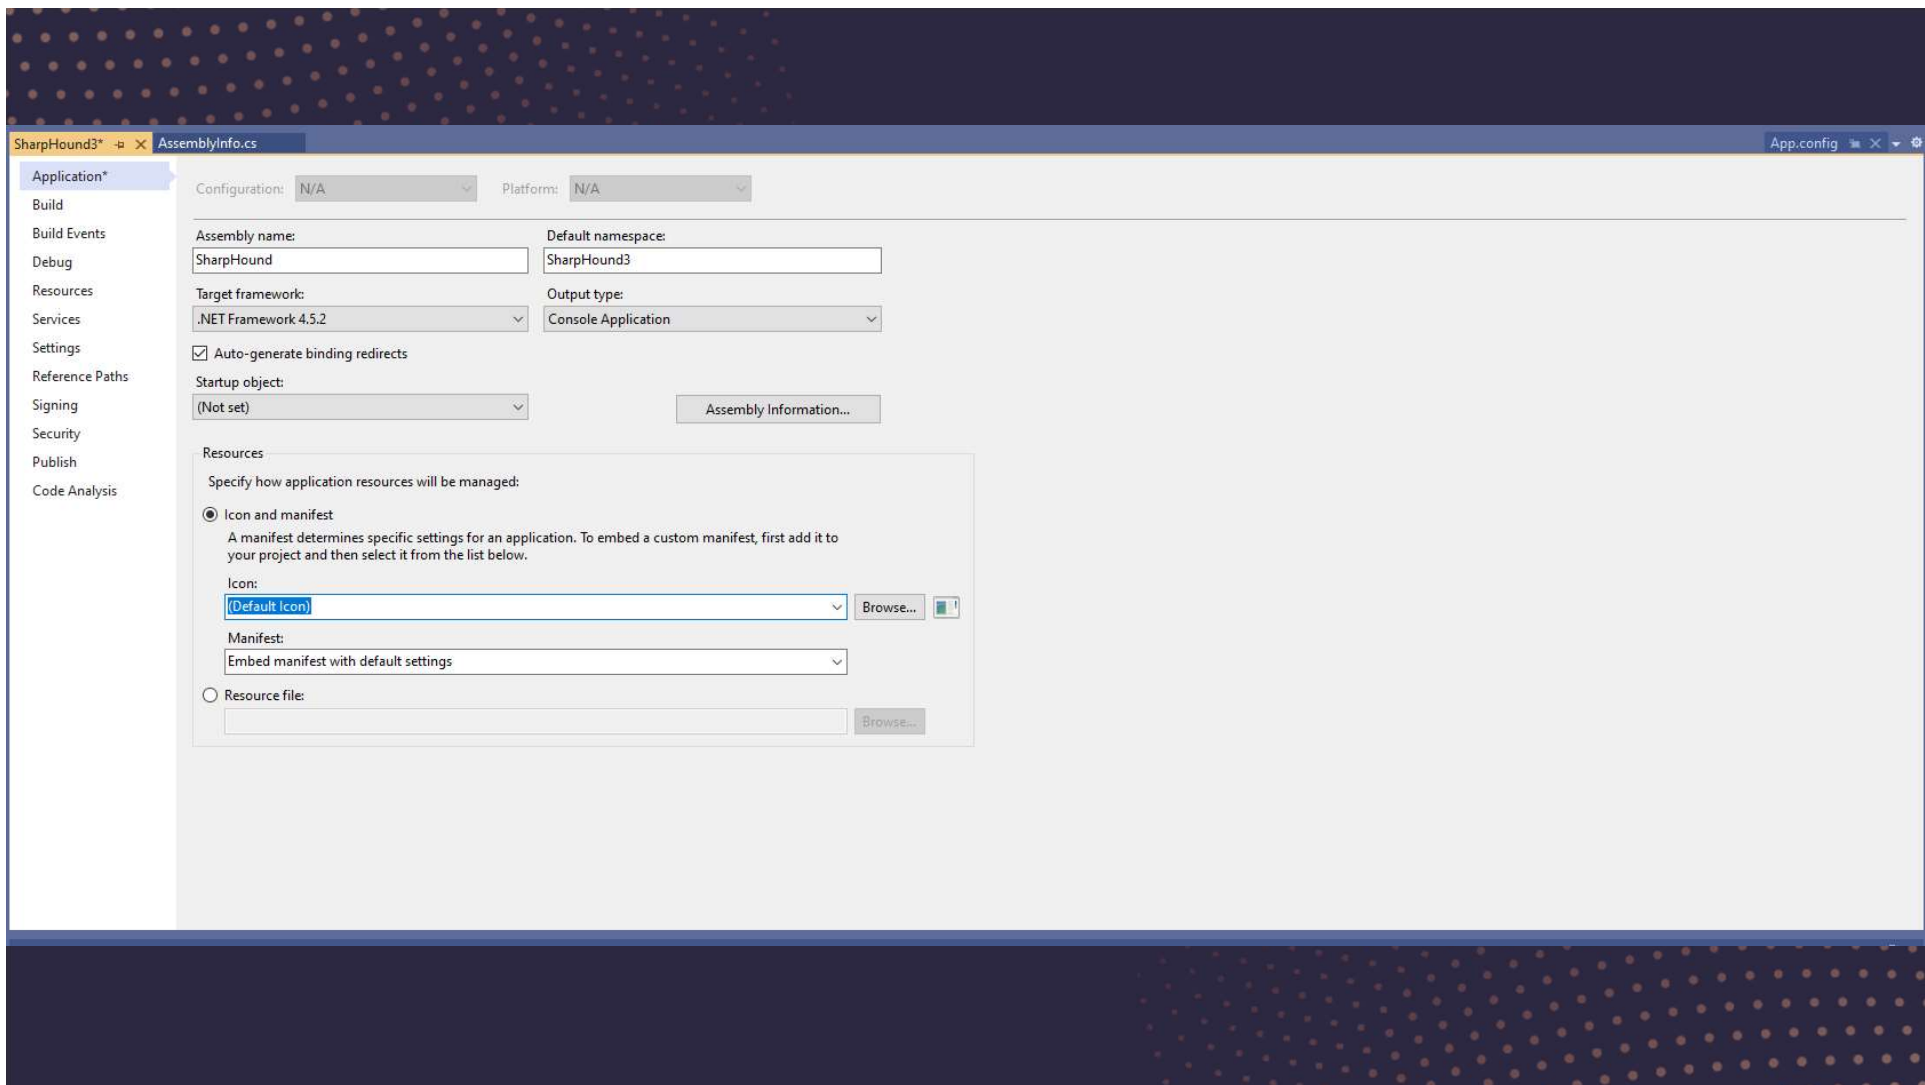 SharpHound3* AssemblyInfo.cs App.config
Application*
Build
Build Events
Debug
Resources
Services
Settings
Reference Paths
Signing
Security
Publish
Code Analysis
Configuration: N/A Platform: N/A
Assembly name: Default namespace:
SharpHound SharpHound3
Target framework: Output type:
.NET Framework 4.5.2 Console Application
Auto-generate binding redirects
Startup object:
(Not set) Assembly Information...
Resources
Specify how application resources will be managed:
Icon and manifest
A manifest determines specific settings for an application. To embed a custom manifest, first add it to
your project and then select it from the list below.
Icon:
(Default Icon) Browse...
Manifest:
Embed manifest with default settings
Resource file:
Browse...